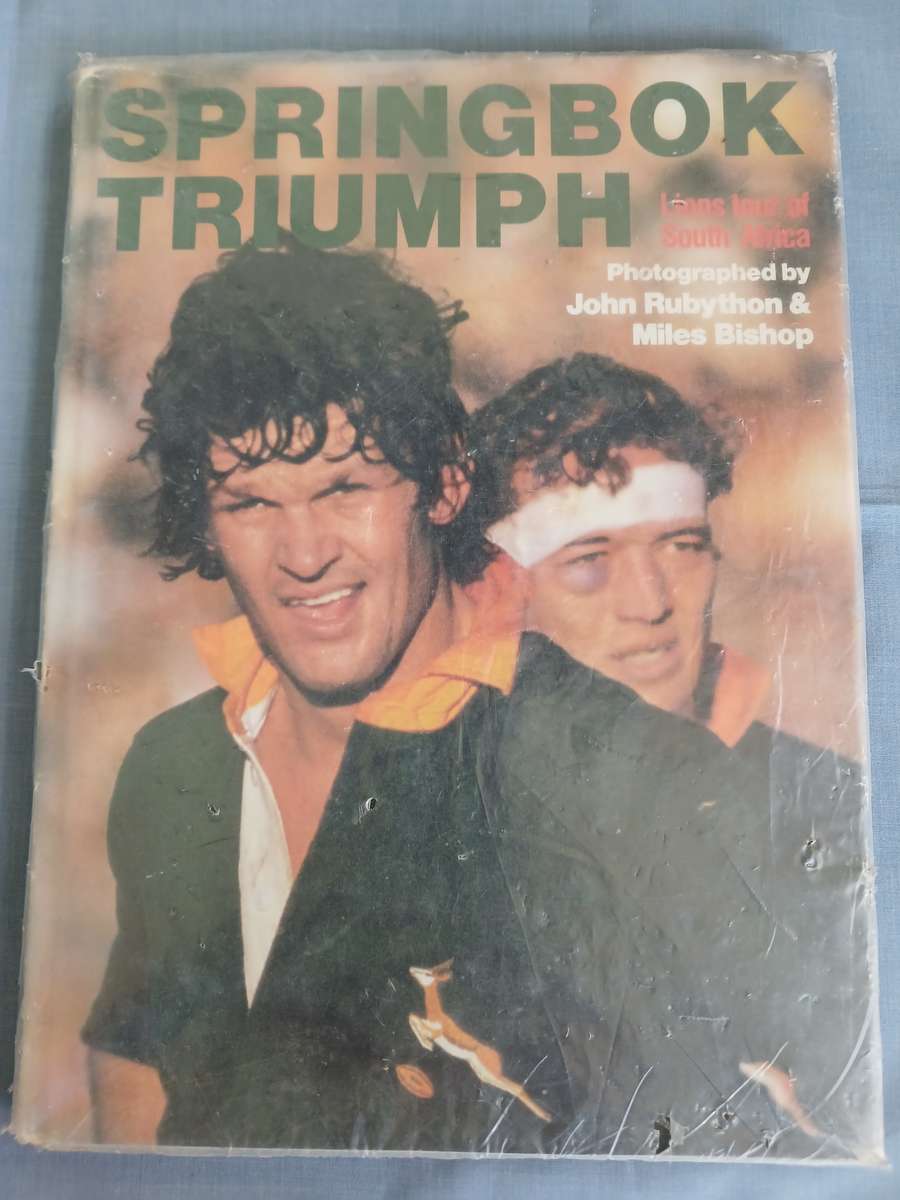 SPRINGBOK
TRIUMPH
Lions tour of
South Africa
Photographed by
John Rubython &
Miles Bishop